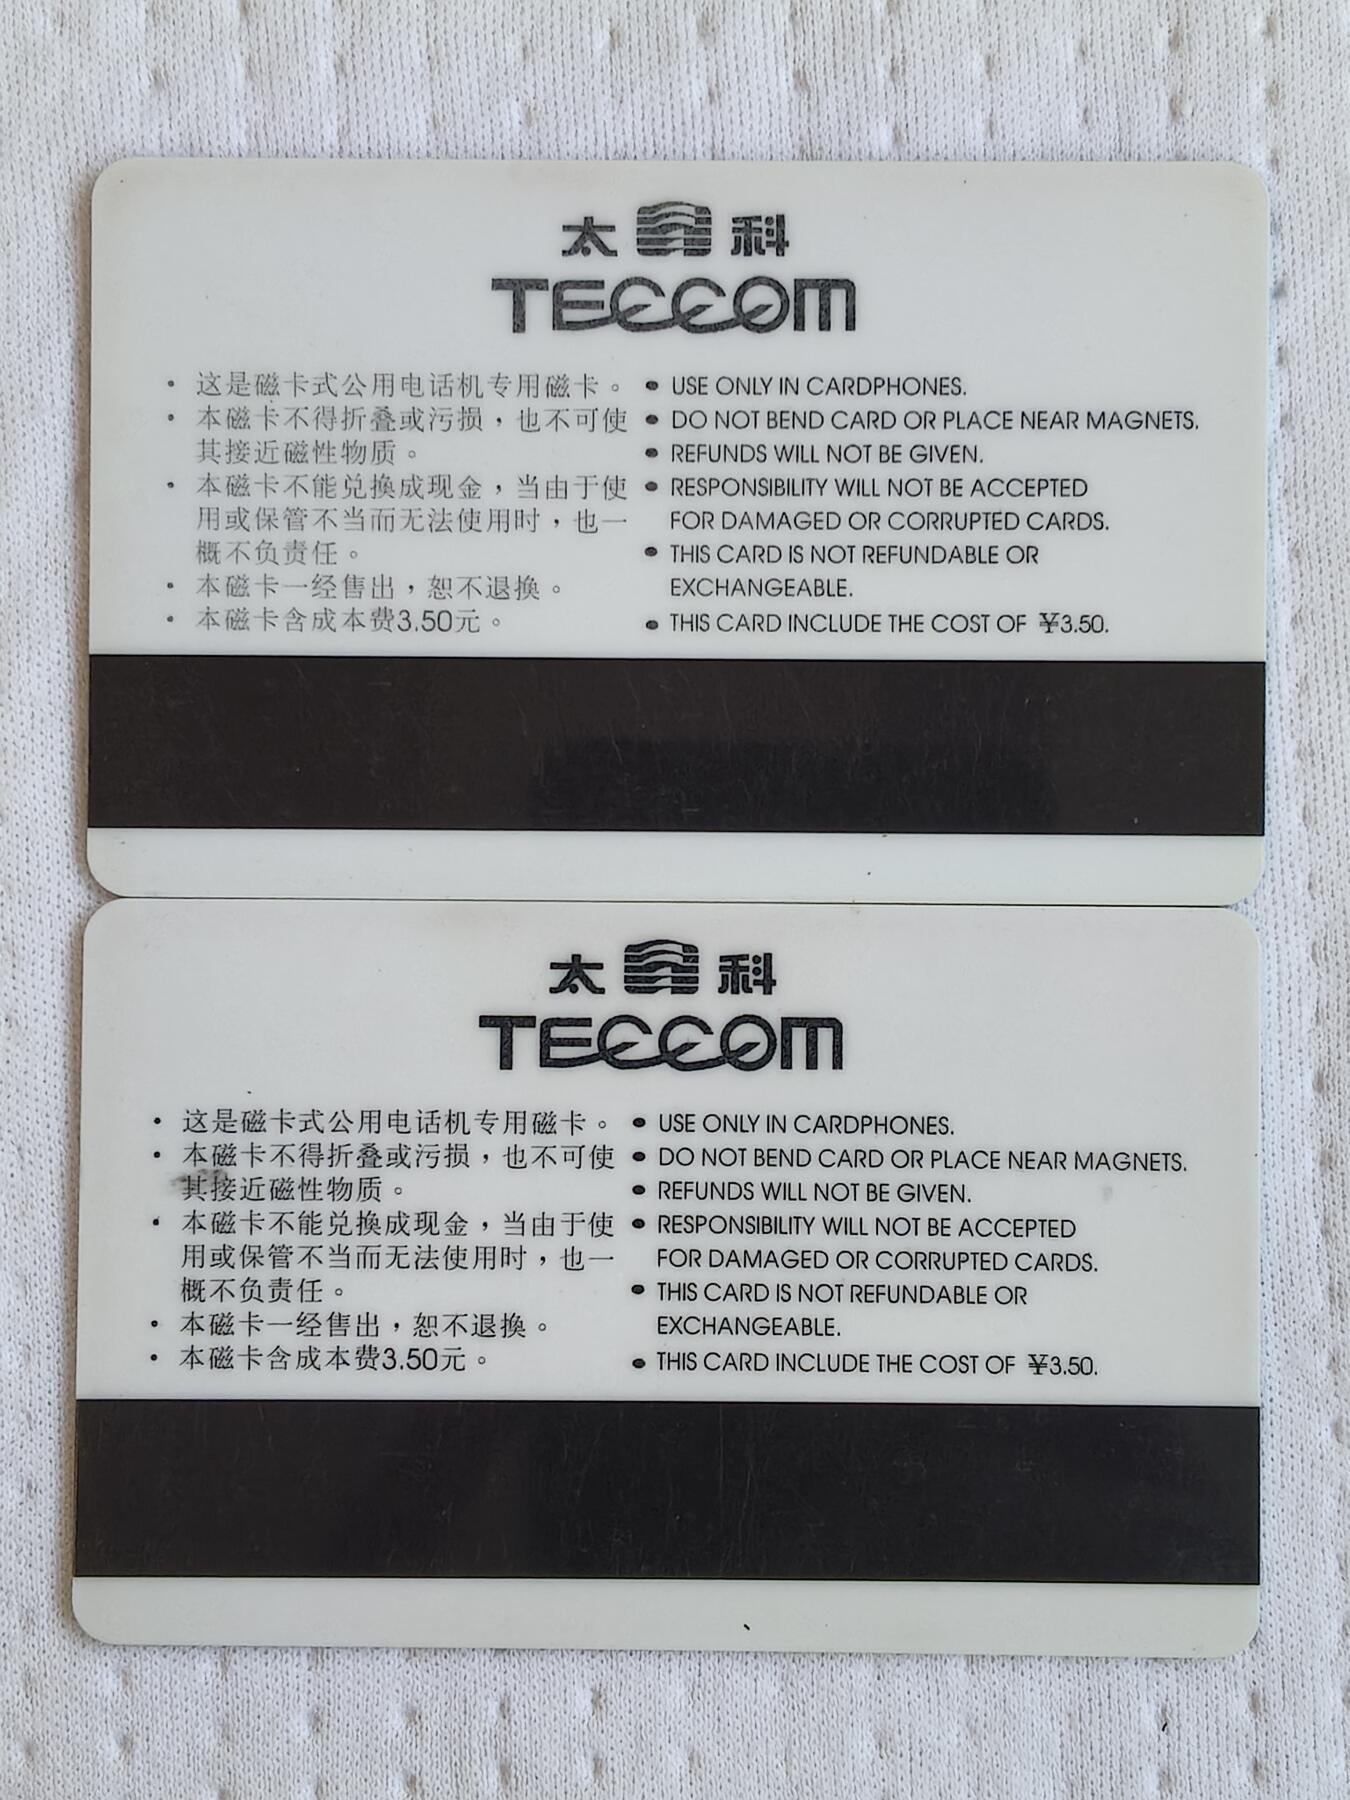 太 科
TECCOM
• 这是磁卡式公用电话机专用磁卡。
• 本磁卡不得折叠或污损，也不可使
其接近磁性物质。
• 本磁卡不能兑换成现金，当由于使
用或保管不当而无法使用时，也一
概不负责任。
• 本磁卡一经售出，恕不退换。
• 本磁卡含成本费3.50元。
• USE ONLY IN CARDPHONES.
• DO NOT BEND CARD OR PLACE NEAR MAGNETS.
• REFUNDS WILL NOT BE GIVEN.
• RESPONSIBILITY WILL NOT BE ACCEPTED
FOR DAMAGED OR CORRUPTED CARDS.
• THIS CARD IS NOT REFUNDABLE OR
EXCHANGEABLE.
• THIS CARD INCLUDE THE COST OF ¥3.50.
太 科
TECCOM
• 这是磁卡式公用电话机专用磁卡。
• 本磁卡不得折叠或污损，也不可使
其接近磁性物质。
• 本磁卡不能兑换成现金，当由于使
用或保管不当而无法使用时，也一
概不负责任。
• 本磁卡一经售出，恕不退换。
• 本磁卡含成本费3.50元。
• USE ONLY IN CARDPHONES.
• DO NOT BEND CARD OR PLACE NEAR MAGNETS.
• REFUNDS WILL NOT BE GIVEN.
• RESPONSIBILITY WILL NOT BE ACCEPTED
FOR DAMAGED OR CORRUPTED CARDS.
• THIS CARD IS NOT REFUNDABLE OR
EXCHANGEABLE.
• THIS CARD INCLUDE THE COST OF ¥3.50.